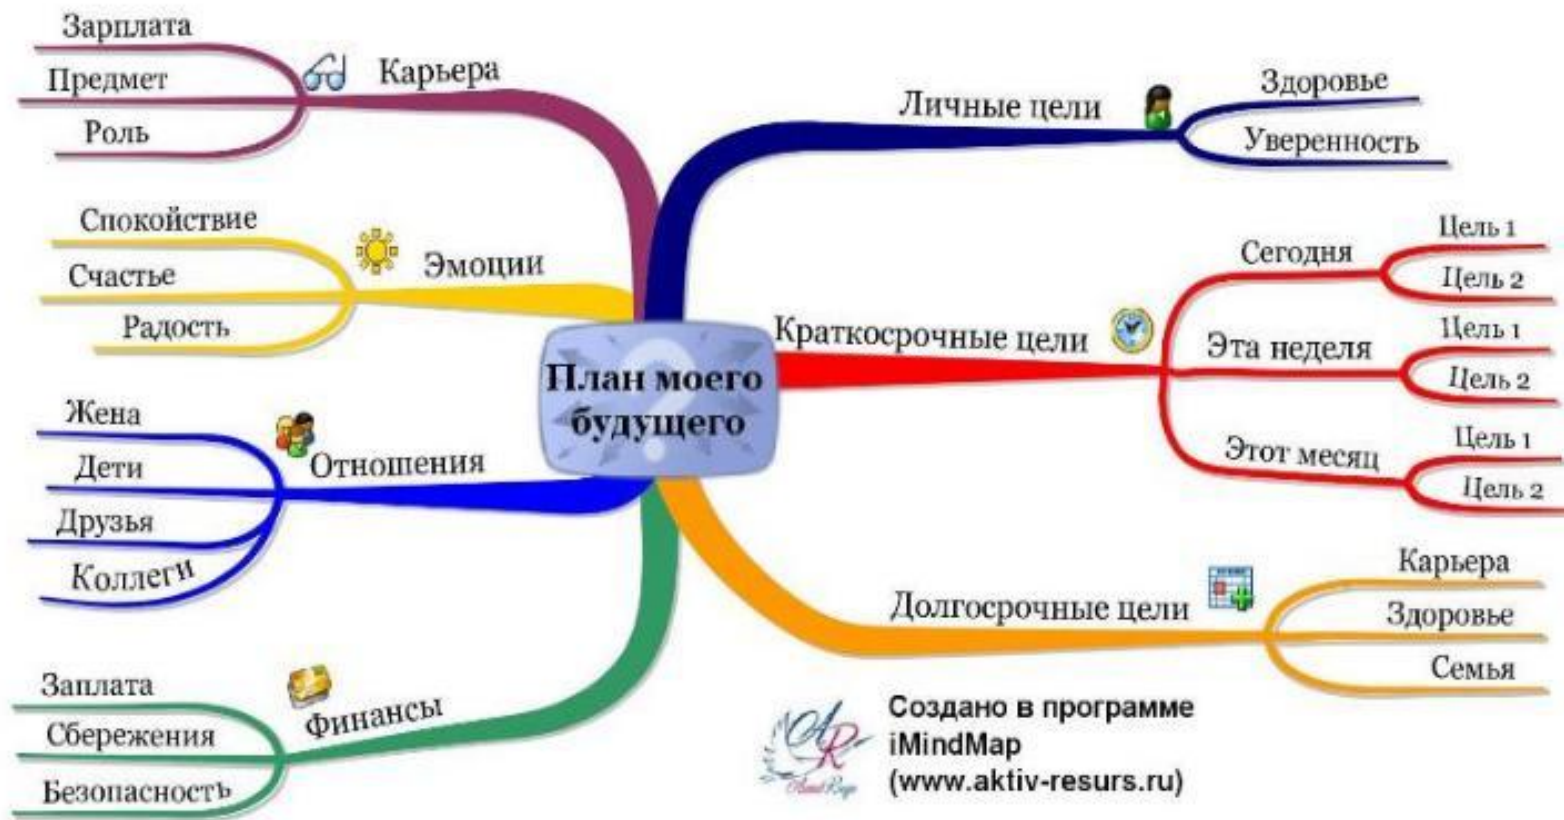 Зарплата
Предмет
Роль
Карьера
Спокойствие
Счастье
Радость
Эмоции
Жена
Дети
Друзья
Коллеги
Отношения
Заплата
Сбережения
Безопасность
Финансы
План моего
будущего
Личные цели
Здоровье
Уверенность
Краткосрочные цели
Сегодня
Цель 1
Цель 2
Эта неделя
Цель 1
Цель 2
Этот месяц
Цель 1
Цель 2
Долгосрочные цели
Карьера
Здоровье
Семья
AR
Создано в программе
iMindMap
(www.aktiv-resurs.ru)